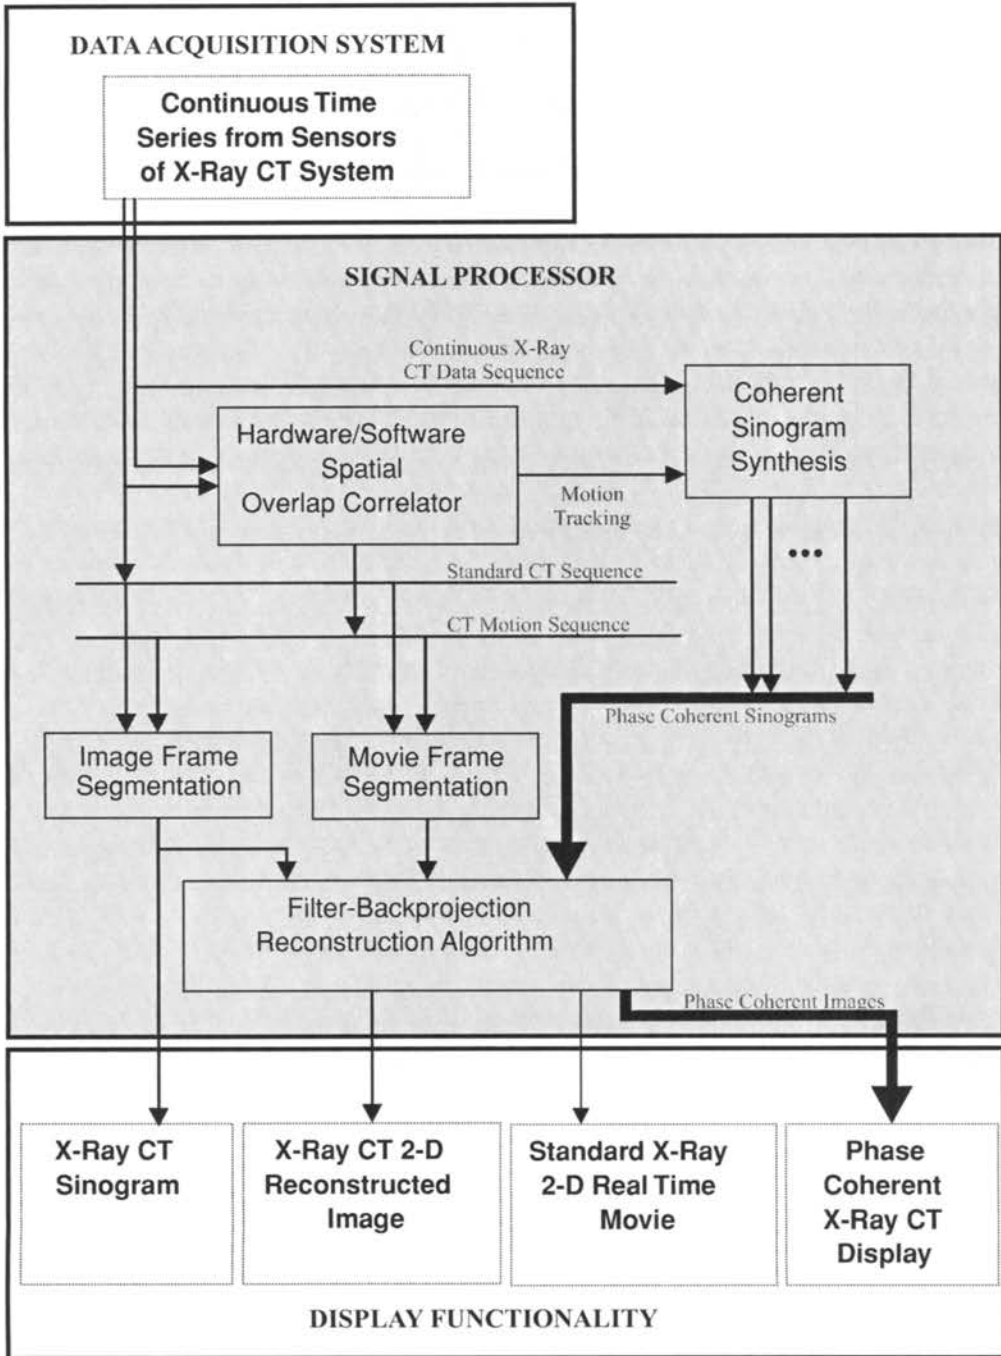 DATA ACQUISITION SYSTEM
Continuous Time
Series from Sensors
of X-Ray CT System
SIGNAL PROCESSOR
Continuous X-Ray
CT Data Sequence
Coherent
Sinogram
Synthesis
Hardware/Software
Spatial
Overlap Correlator
Motion
Tracking
Standard CT Sequence
CT Motion Sequence
Phase Coherent Sinograms
Image Frame
Segmentation
Movie Frame
Segmentation
Filter-Backprojection
Reconstruction Algorithm
Phase Coherent Images
X-Ray CT
Sinogram
X-Ray CT 2-D
Reconstructed
Image
Standard X-Ray
2-D Real Time
Movie
Phase
Coherent
X-Ray CT
Display
DISPLAY FUNCTIONALITY